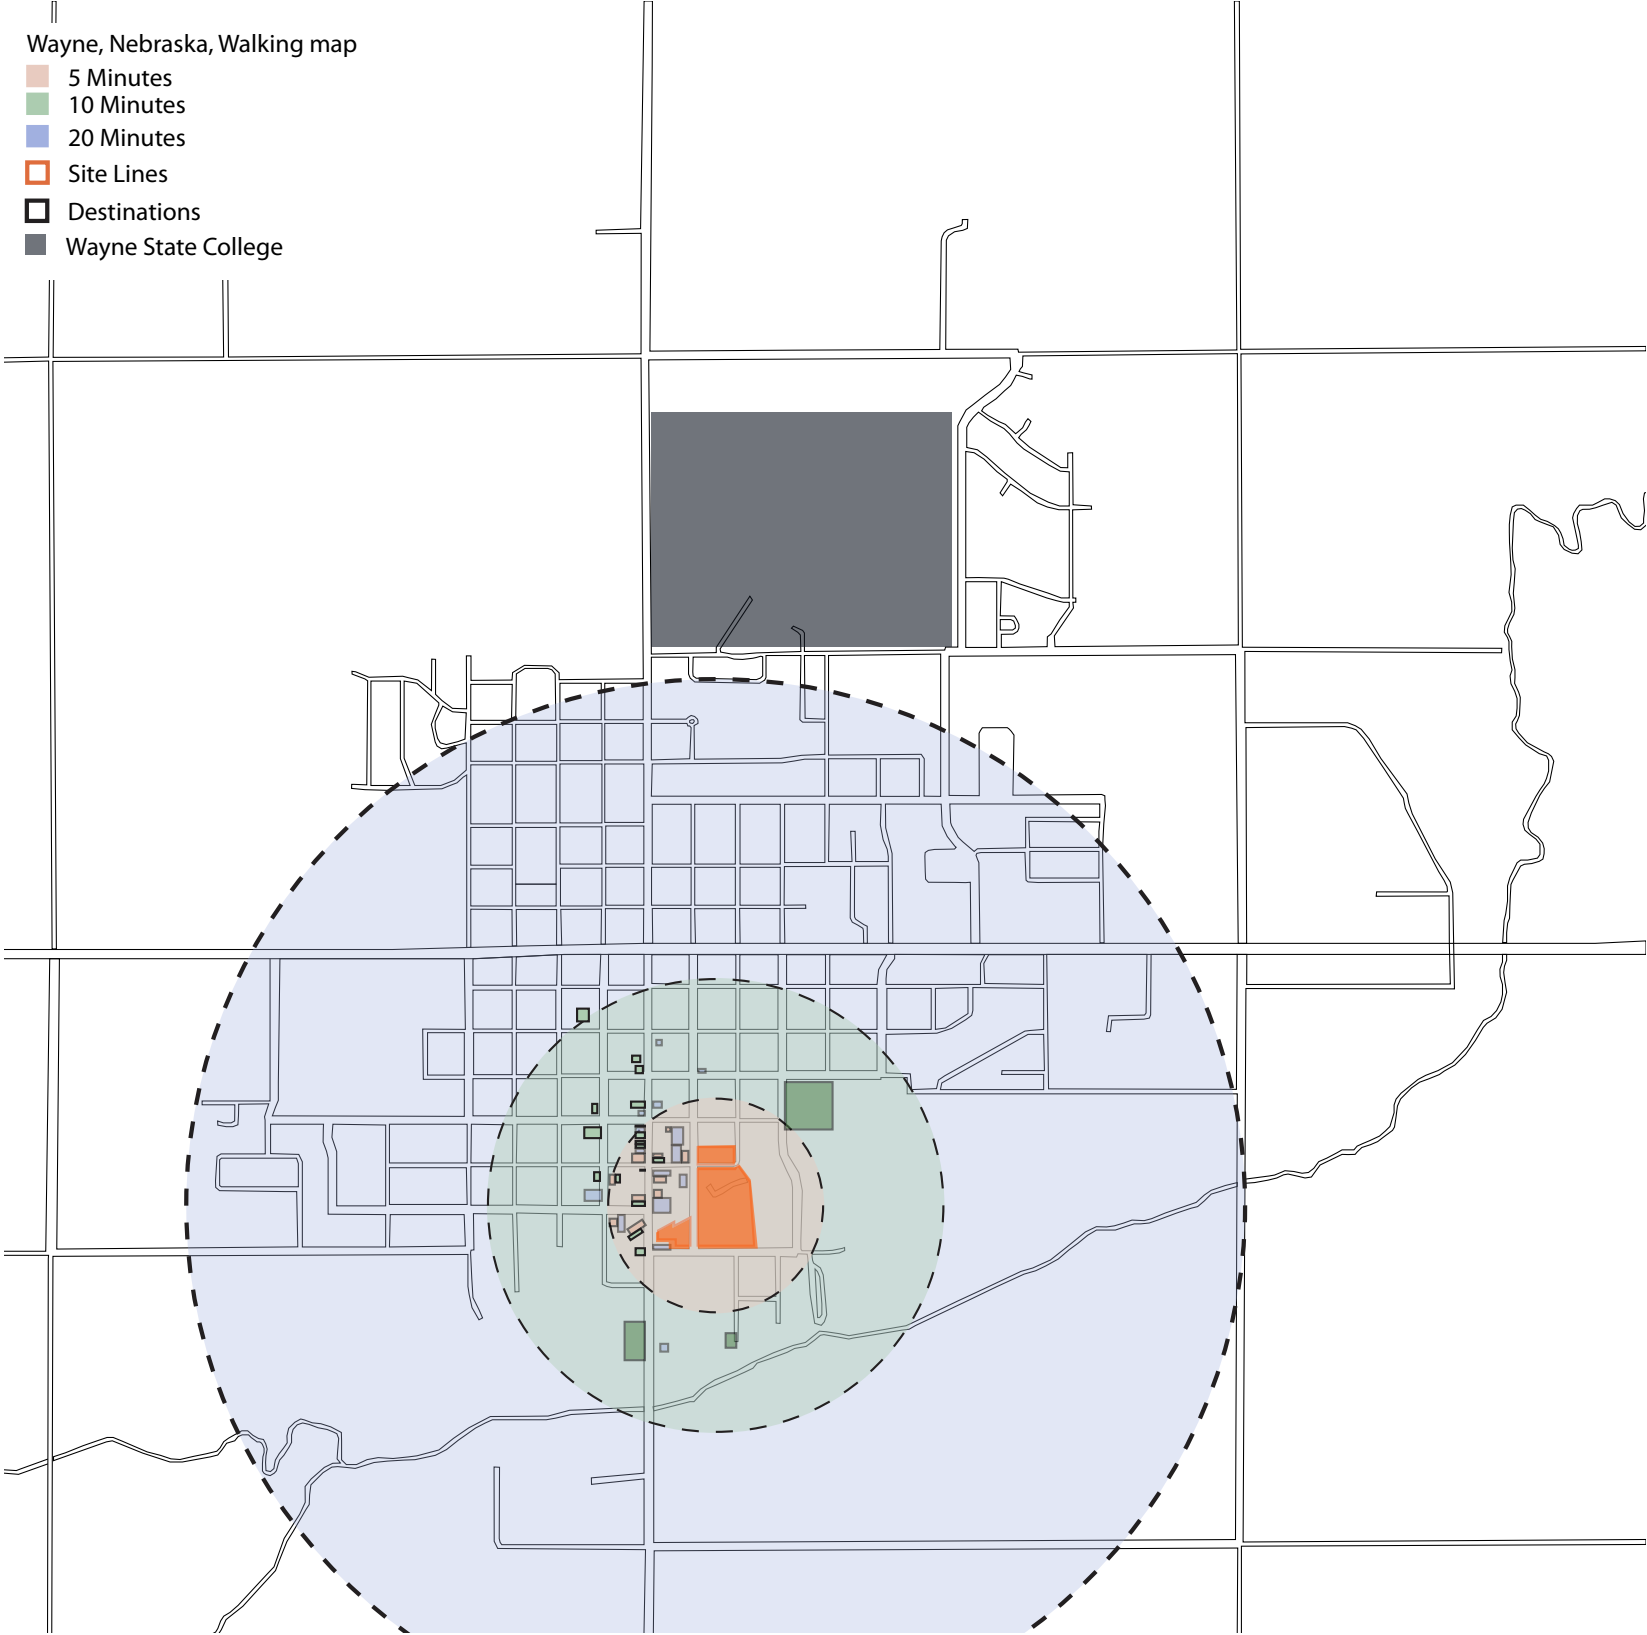 Wayne, Nebraska, Walking map
5 Minutes
10 Minutes
20 Minutes
Site Lines
Destinations
Wayne State College